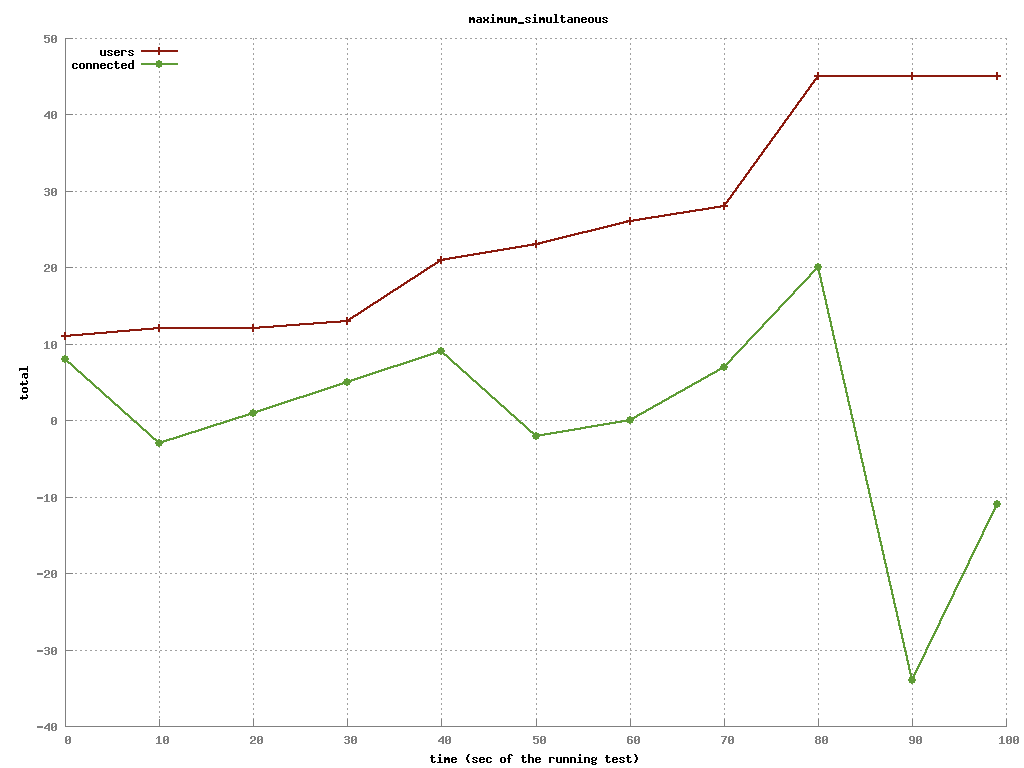 maximum_simultaneous
50
users
connected
40
30
20
10
total
0
-10
-20
-30
-40
0 10 20 30 40 50 60 70 80 90 100
time (sec of the running test)